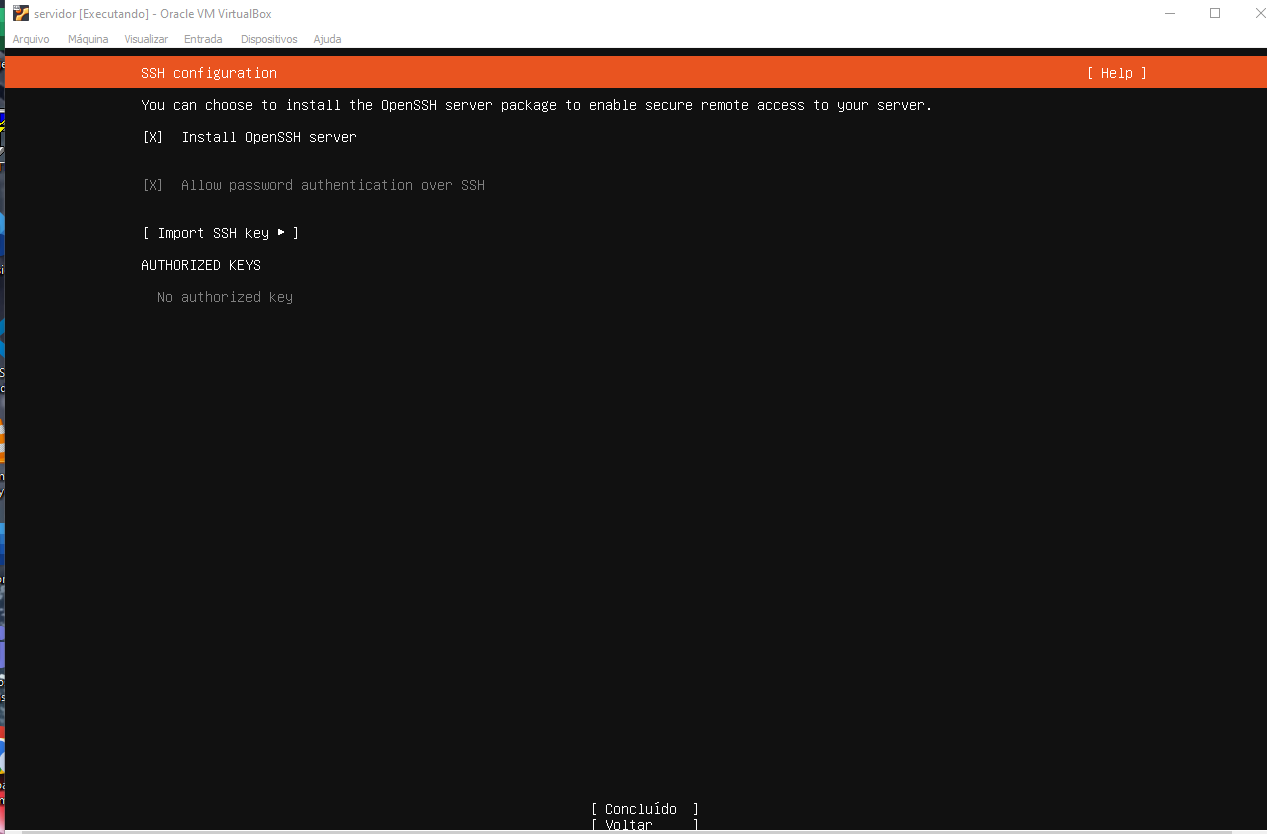 servidor [Executando] - Oracle VM VirtualBox
Arquivo Máquina Visualizar Entrada Dispositivos Ajuda
SSH configuration [ Help ]
You can choose to install the OpenSSH server package to enable secure remote access to your server.
[X] Install OpenSSH server
[X] Allow password authentication over SSH
[ Import SSH key ▸ ]
AUTHORIZED KEYS
No authorized key
[ Concluído ]
[ Voltar ]